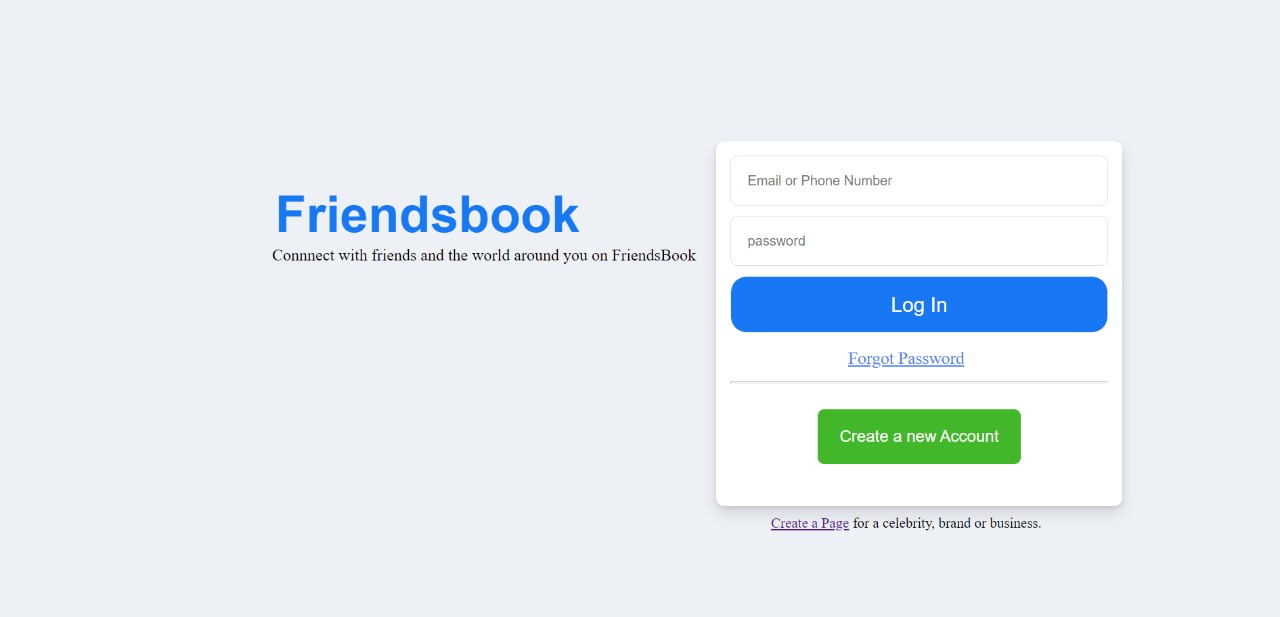 Friendsbook
Connnect with friends and the world around you on FriendsBook
Email or Phone Number
password
Log In
Forgot Password
Create a new Account
Create a Page for a celebrity, brand or business.